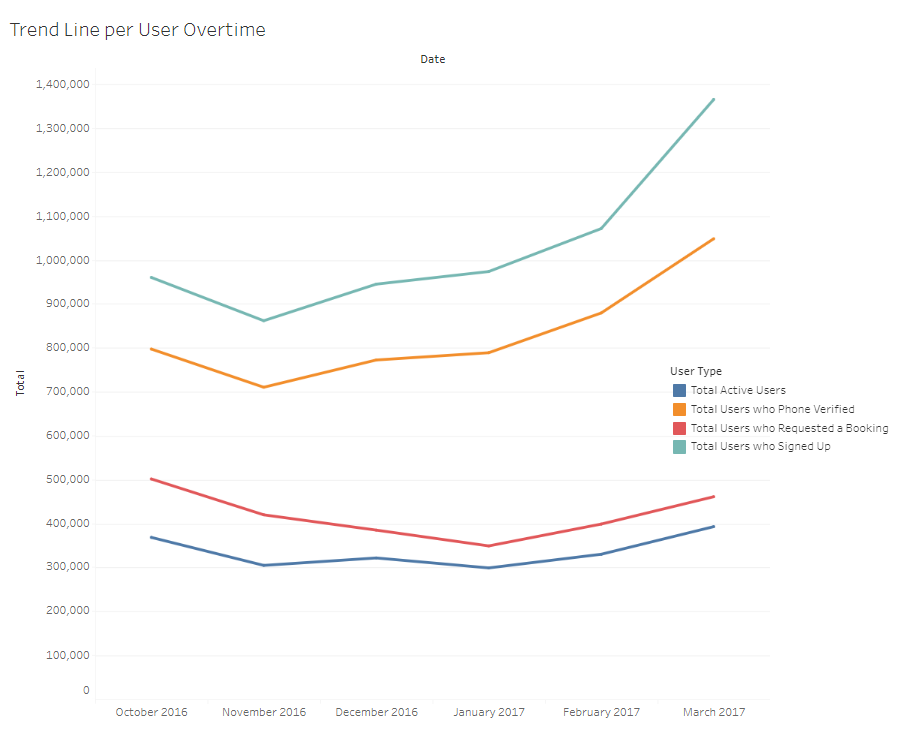 Trend Line per User Overtime
Date
1,400,000
1,300,000
1,200,000
1,100,000
1,000,000
900,000
800,000
700,000
600,000
500,000
400,000
300,000
200,000
100,000
0
Total
User Type
Total Active Users
Total Users who Phone Verified
Total Users who Requested a Booking
Total Users who Signed Up
October 2016
November 2016
December 2016
January 2017
February 2017
March 2017